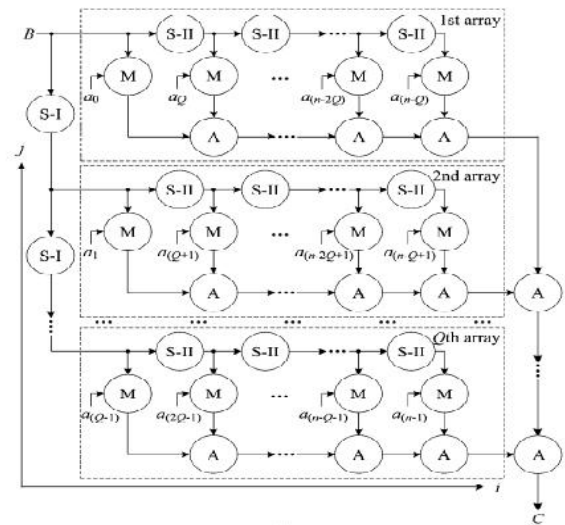 1st array
B S-II S-II ···· S-II
M M M M
a0 aQ ... a(n-2Q) a(n-Q)
S-I
A ···· A A
J
2nd array
S-II S-II ···· S-II
M M M M
S-I a1 a(Q+1) ... a(n-2Q+1) a(n-Q+1)
A ···· A A A
... ... ... ... ...
Qth array
S-II S-II ···· S-II
M M M M
a(Q-1) a(2Q-1) ... a(n-Q-1) a(n-1)
A ···· A A A
i
C